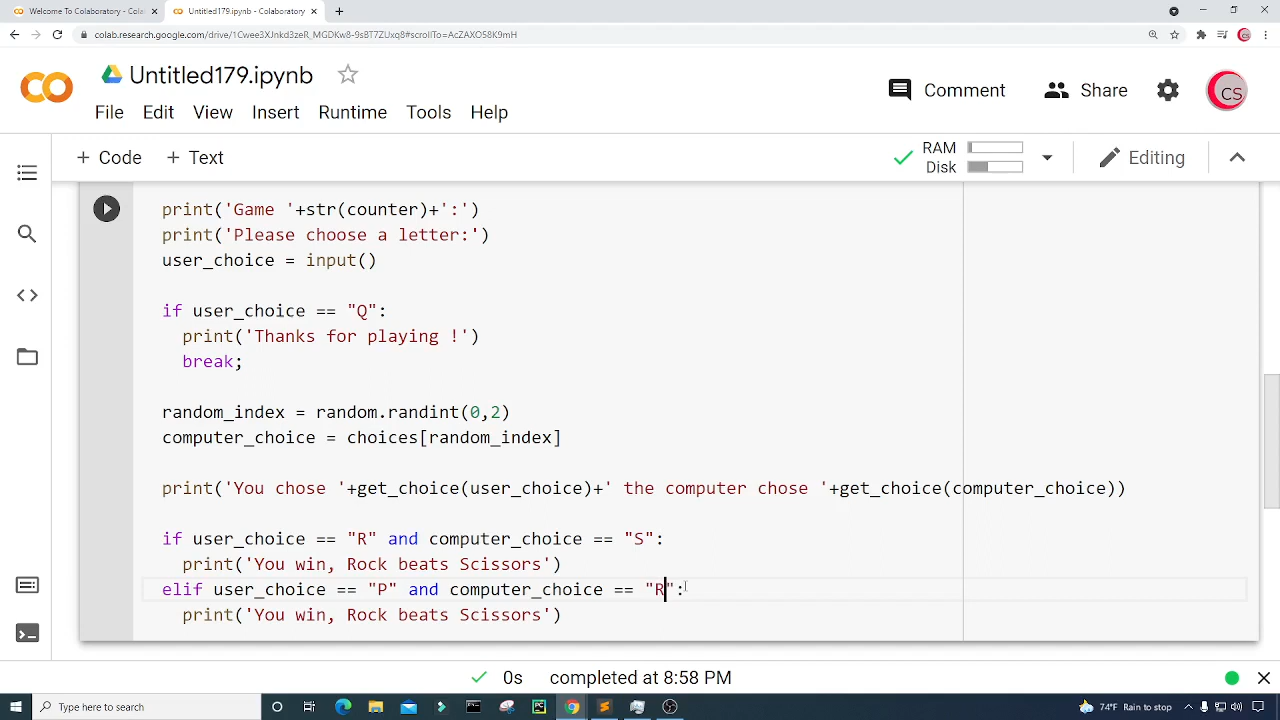 Welcome To Colaboratory - Colab
Untitled179.ipynb - Colaboratory
colab.research.google.com/drive/1Cwee3XJnkd3zeR_MGDKw8-9sBT7ZUxq8#scrollTo=AcZAXO58K9mH
Untitled179.ipynb
Comment
Share
CS
File Edit View Insert Runtime Tools Help
+ Code + Text
RAM
Disk
Editing
print('Game '+str(counter)+':')
print('Please choose a letter:')
user_choice = input()
if user_choice == "Q":
print('Thanks for playing !')
break;
random_index = random.randint(0,2)
computer_choice = choices[random_index]
print('You chose '+get_choice(user_choice)+' the computer chose '+get_choice(computer_choice))
if user_choice == "R" and computer_choice == "S":
print('You win, Rock beats Scissors')
elif user_choice == "P" and computer_choice == "R":
print('You win, Rock beats Scissors')
0s completed at 8:58 PM
Type here to search
Rain to stop